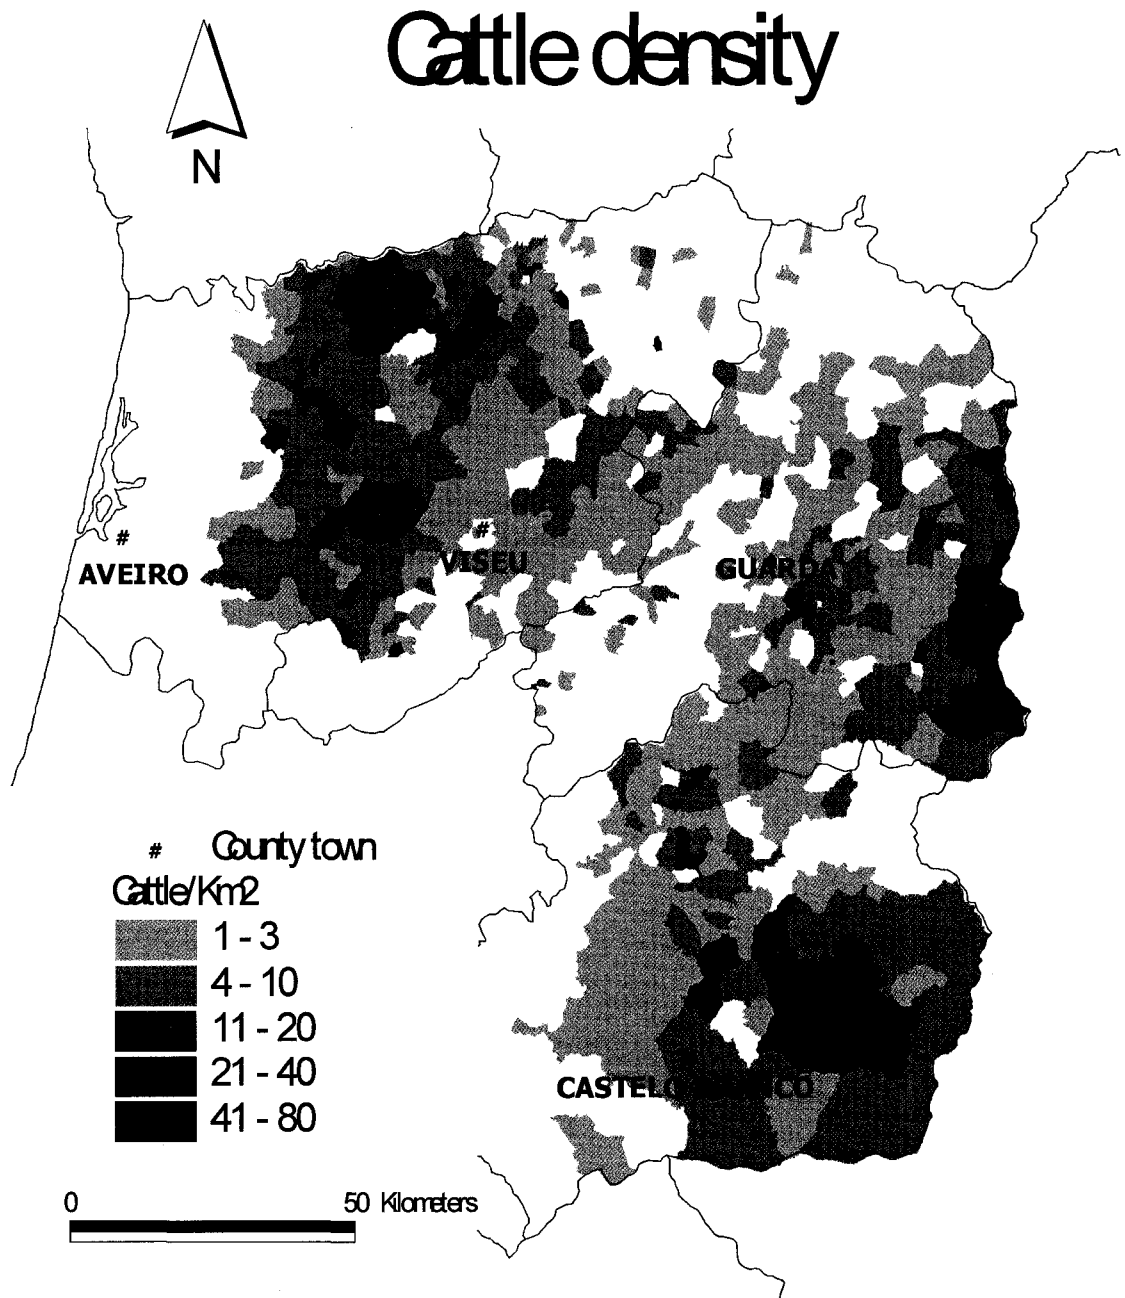 Cattle density
N
#
AVEIRO
#
VISEU
GUARDA
CASTELO BRANCO
# County town
Cattle/Km2
1 - 3
4 - 10
11 - 20
21 - 40
41 - 80
0 50 Kilometers